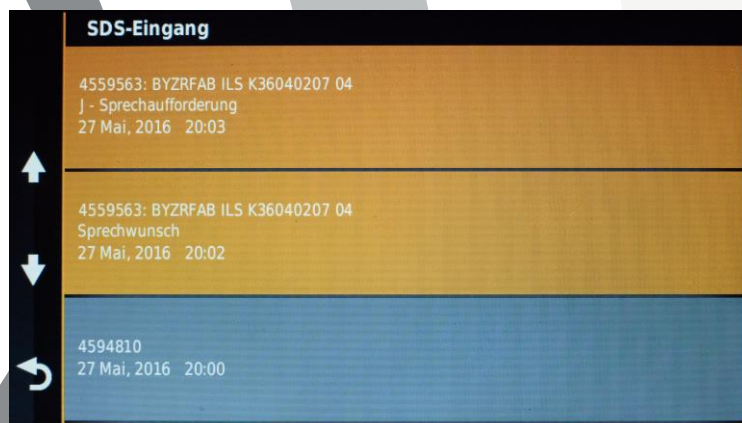 SDS-Eingang
4559563: BYZRFAB ILS K36040207 04
J - Sprechaufforderung
27 Mai, 2016 20:03
4559563: BYZRFAB ILS K36040207 04
Sprechwunsch
27 Mai, 2016 20:02
4594810
27 Mai, 2016 20:00